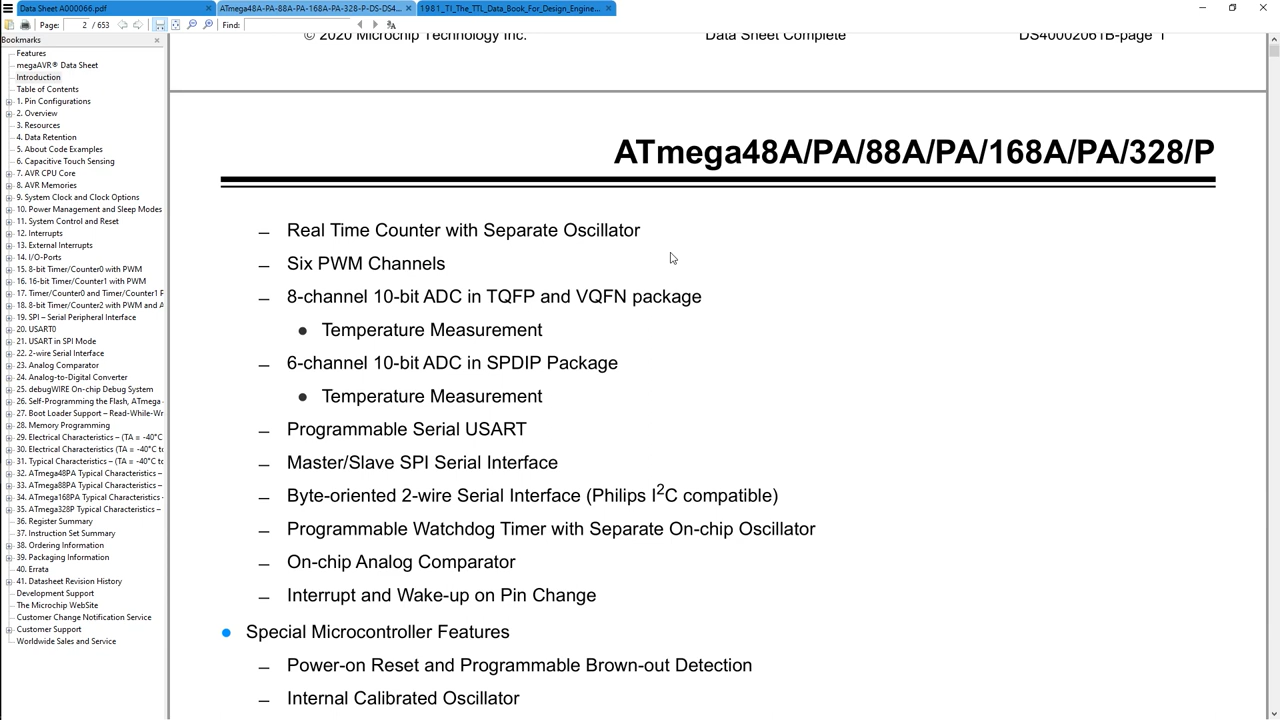 Data Sheet A000066.pdf
ATmega48A-PA-88A-PA-168A-PA-328-P-DS-DS4...
1981_TI_The_TTL_Data_Book_For_Design_Engine...
Page: 2 / 653 Find:
Bookmarks
Features
megaAVR® Data Sheet
Introduction
Table of Contents
1. Pin Configurations
2. Overview
3. Resources
4. Data Retention
5. About Code Examples
6. Capacitive Touch Sensing
7. AVR CPU Core
8. AVR Memories
9. System Clock and Clock Options
10. Power Management and Sleep Modes
11. System Control and Reset
12. Interrupts
13. External Interrupts
14. I/O-Ports
15. 8-bit Timer/Counter0 with PWM
16. 16-bit Timer/Counter1 with PWM
17. Timer/Counter0 and Timer/Counter1 P
18. 8-bit Timer/Counter2 with PWM and A
19. SPI – Serial Peripheral Interface
20. USART0
21. USART in SPI Mode
22. 2-wire Serial Interface
23. Analog Comparator
24. Analog-to-Digital Converter
25. debugWIRE On-chip Debug System
26. Self-Programming the Flash, ATmega
27. Boot Loader Support – Read-While-Wr
28. Memory Programming
29. Electrical Characteristics – (TA = -40°C
30. Electrical Characteristics (TA = -40°C to
31. Typical Characteristics – (TA = -40°C to
32. ATmega48PA Typical Characteristics –
33. ATmega88PA Typical Characteristics –
34. ATmega168PA Typical Characteristics
35. ATmega328P Typical Characteristics –
36. Register Summary
37. Instruction Set Summary
38. Ordering Information
39. Packaging Information
40. Errata
41. Datasheet Revision History
Development Support
The Microchip WebSite
Customer Change Notification Service
Customer Support
Worldwide Sales and Service
© 2020 Microchip Technology Inc. Data Sheet Complete DS40002061B-page 1
ATmega48A/PA/88A/PA/168A/PA/328/P
– Real Time Counter with Separate Oscillator
– Six PWM Channels
– 8-channel 10-bit ADC in TQFP and VQFN package
• Temperature Measurement
– 6-channel 10-bit ADC in SPDIP Package
• Temperature Measurement
– Programmable Serial USART
– Master/Slave SPI Serial Interface
– Byte-oriented 2-wire Serial Interface (Philips I2C compatible)
– Programmable Watchdog Timer with Separate On-chip Oscillator
– On-chip Analog Comparator
– Interrupt and Wake-up on Pin Change
• Special Microcontroller Features
– Power-on Reset and Programmable Brown-out Detection
– Internal Calibrated Oscillator